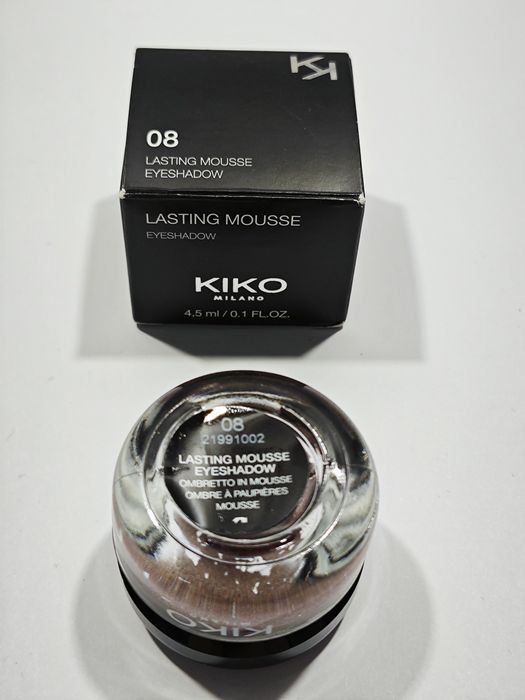 08
LASTING MOUSSE
EYESHADOW
LASTING MOUSSE
EYESHADOW
KIKO
MILANO
4,5 ml / 0.1 FL.OZ.
08
21991002
LASTING MOUSSE
EYESHADOW
OMBRETTO IN MOUSSE
OMBRE À PAUPIÈRES
MOUSSE
KIKO